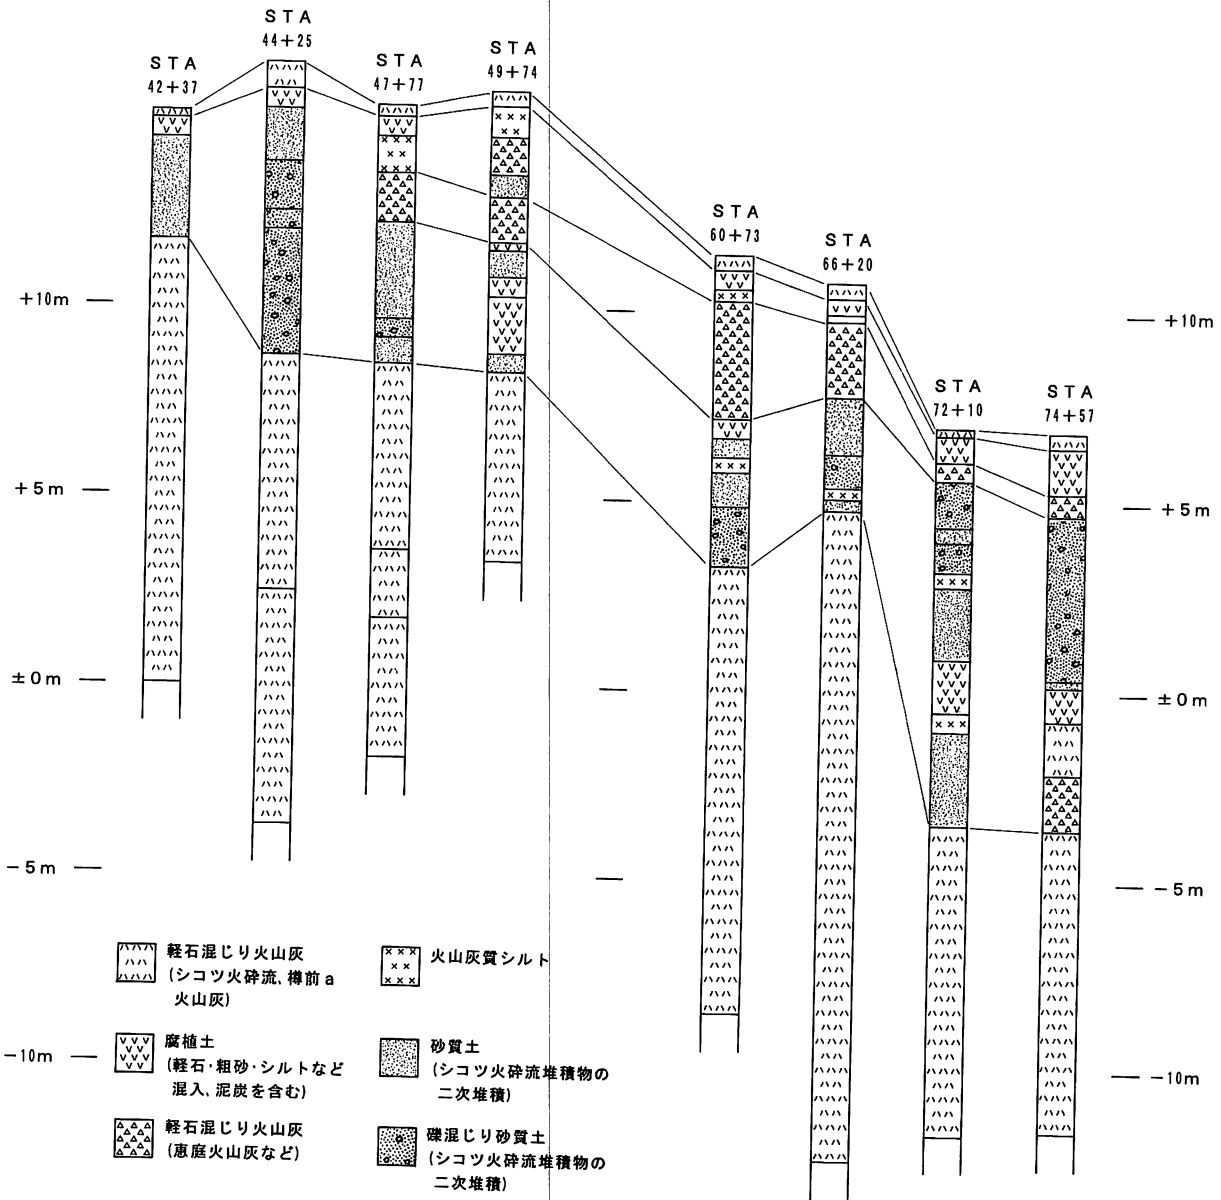 STA
42+37
STA
44+25
STA
47+77
STA
49+74
STA
60+73
STA
66+20
STA
72+10
STA
74+57
+10m
+5m
±0m
-5m
-10m
+10m
+5m
±0m
-5m
-10m
軽石混じり火山灰
(シコツ火砕流、樽前a
火山灰)
腐植土
(軽石・粗砂・シルトなど
混入、泥炭を含む)
軽石混じり火山灰
(恵庭火山灰など)
火山灰質シルト
砂質土
(シコツ火砕流堆積物の
二次堆積)
礫混じり砂質土
(シコツ火砕流堆積物の
二次堆積)